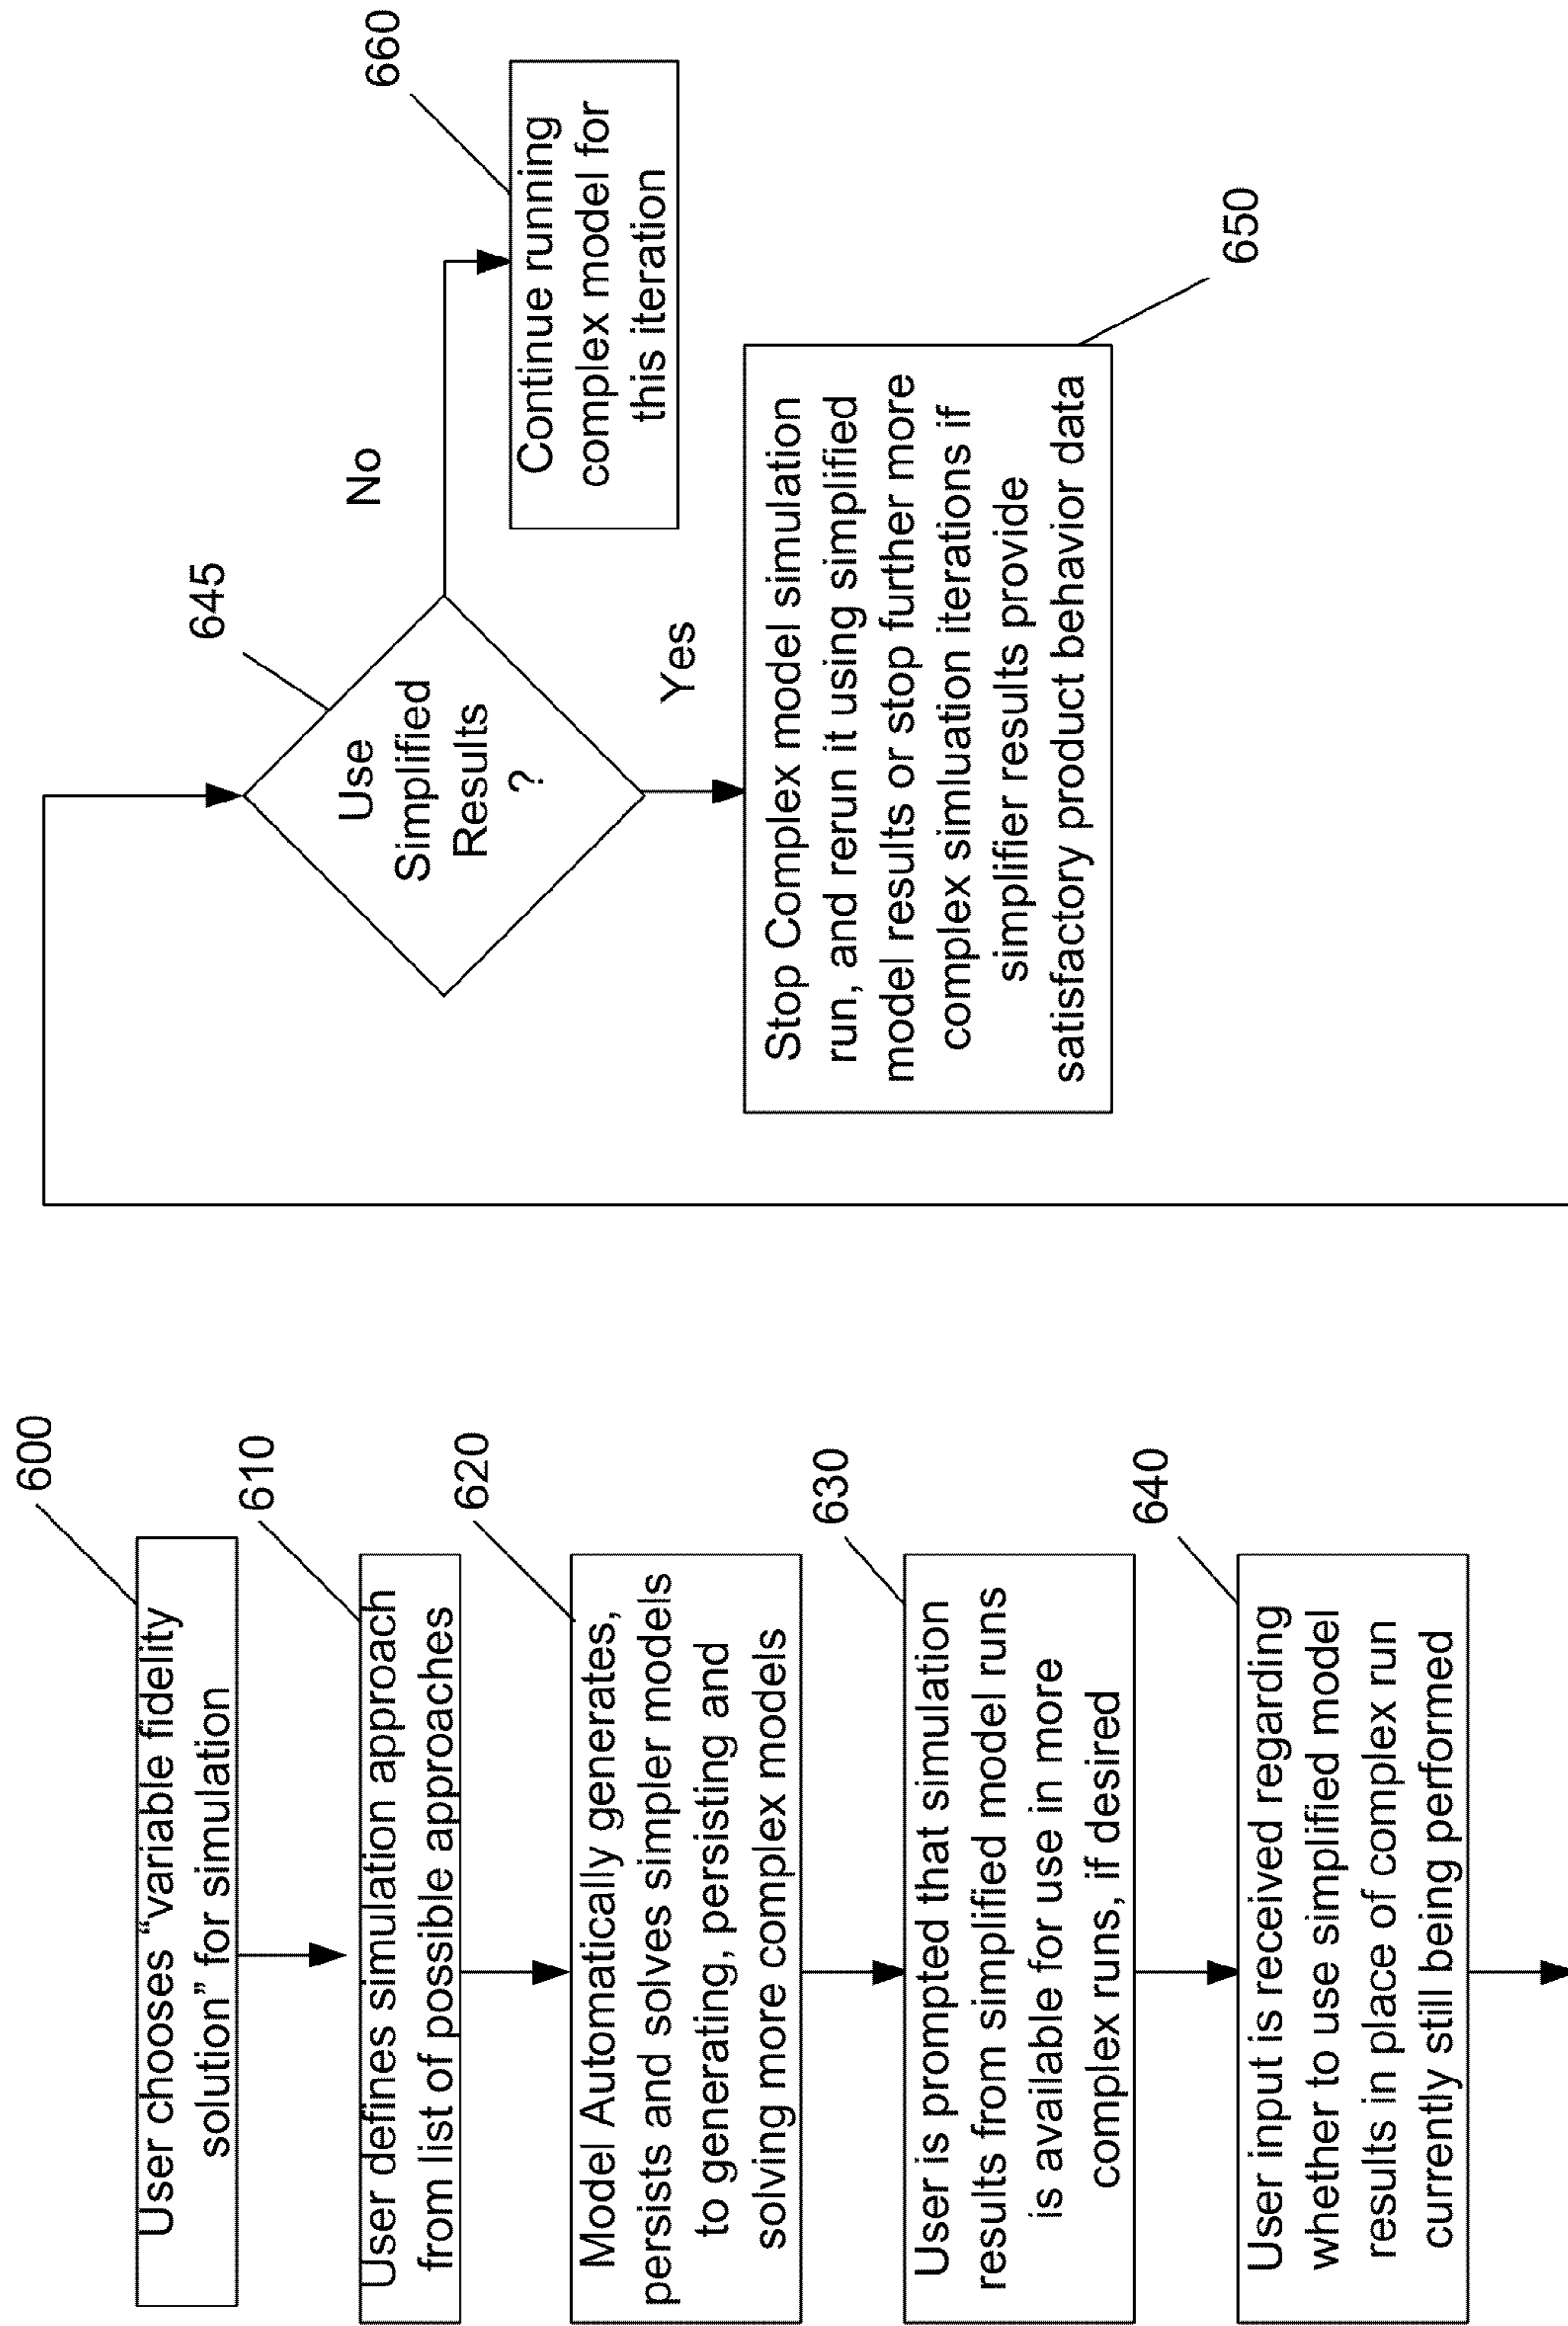 600
User chooses “variable fidelity
solution” for simulation
610
User defines simulation approach
from list of possible approaches
620
Model Automatically generates,
persists and solves simpler models
to generating, persisting and
solving more complex models
630
User is prompted that simulation
results from simplified model runs
is available for use in more
complex runs, if desired
640
User input is received regarding
whether to use simplified model
results in place of complex run
currently still being performed
645
Use
Simplified
Results
?
No
660
Continue running
complex model for
this iteration
Yes
650
Stop Complex model simulation
run, and rerun it using simplified
model results or stop further more
complex simluation iterations if
simplifier results provide
satisfactory product behavior data